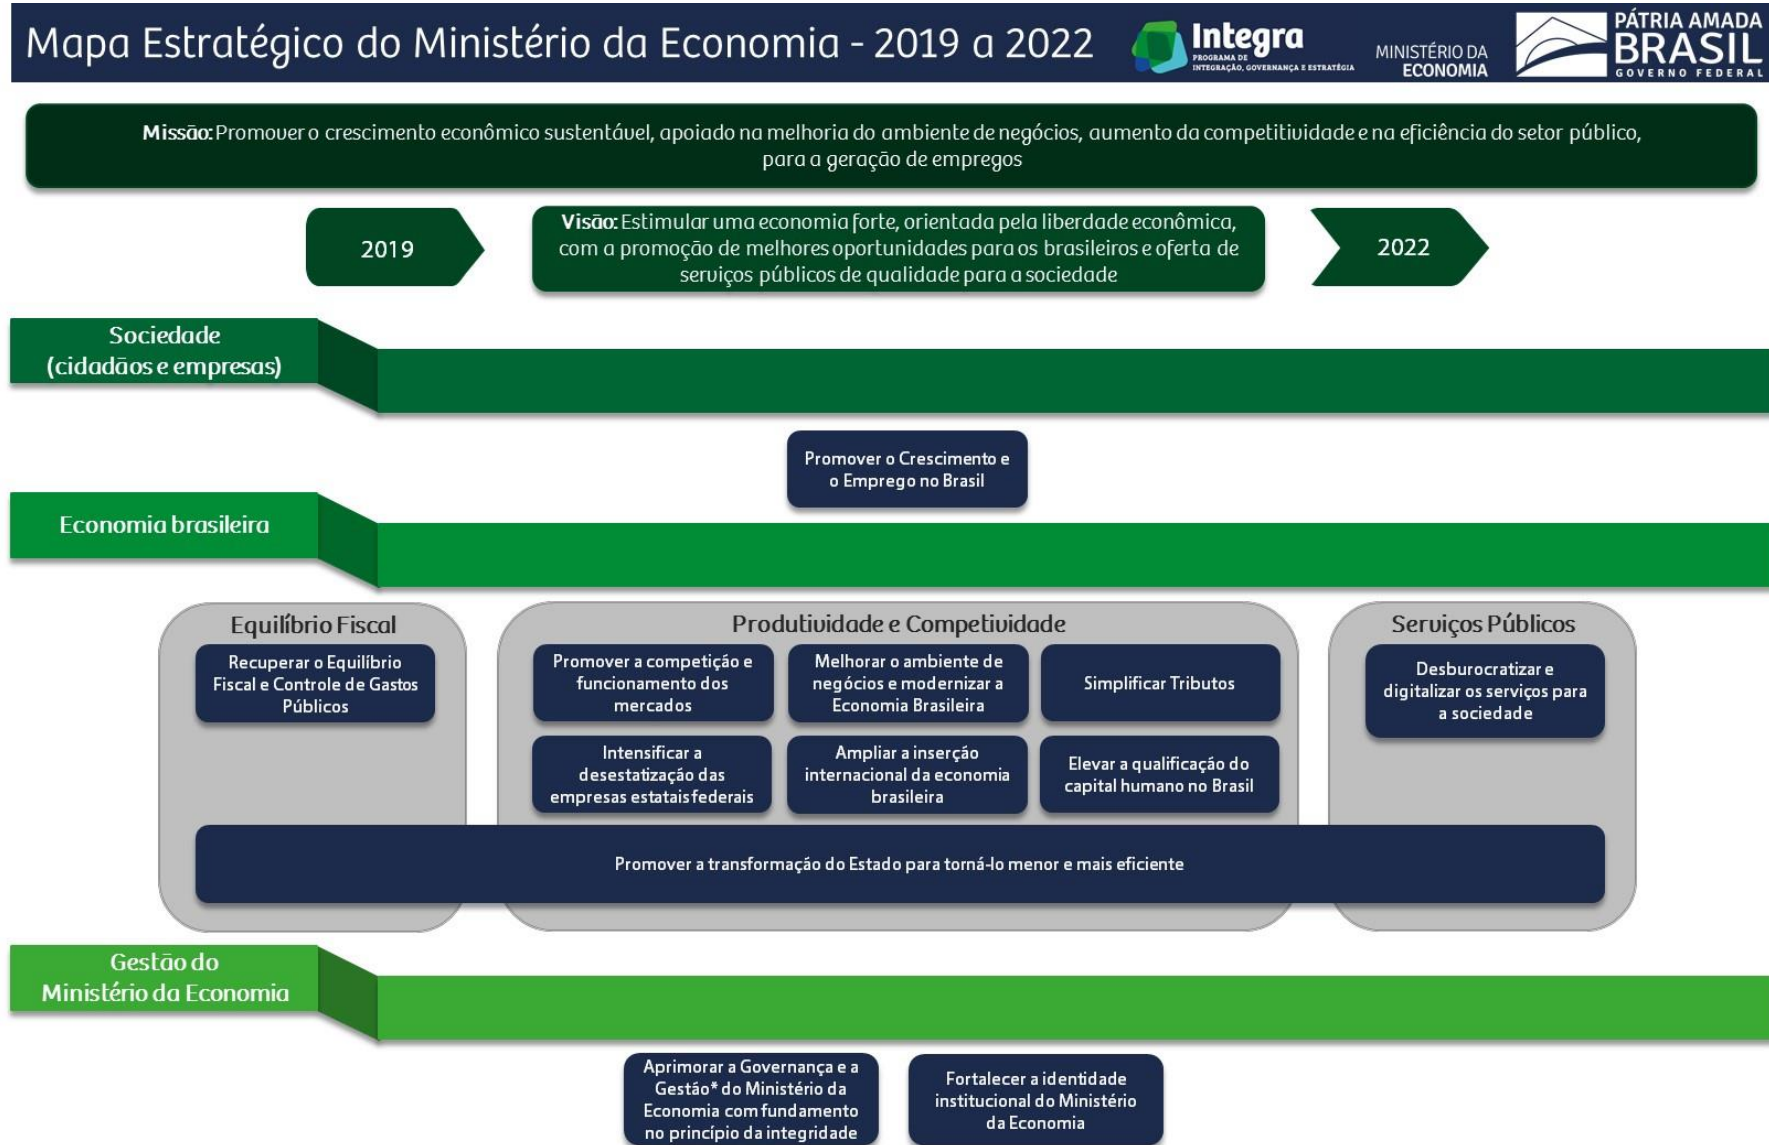 Mapa Estratégico do Ministério da Economia - 2019 a 2022
Integra
PROGRAMA DE
INTEGRAÇÃO, GOVERNANÇA E ESTRATÉGIA
MINISTÉRIO DA
ECONOMIA
PÁTRIA AMADA
BRASIL
GOVERNO FEDERAL
Missão: Promover o crescimento econômico sustentável, apoiado na melhoria do ambiente de negócios, aumento da competitividade e na eficiência do setor público,
para a geração de empregos
2019
Visão: Estimular uma economia forte, orientada pela liberdade econômica,
com a promoção de melhores oportunidades para os brasileiros e oferta de
serviços públicos de qualidade para a sociedade
2022
Sociedade
(cidadãos e empresas)
Promover o Crescimento e
o Emprego no Brasil
Economia brasileira
Equilíbrio Fiscal
Recuperar o Equilíbrio
Fiscal e Controle de Gastos
Públicos
Produtividade e Competividade
Promover a competição e
funcionamento dos
mercados
Melhorar o ambiente de
negócios e modernizar a
Economia Brasileira
Simplificar Tributos
Intensificar a
desestatização das
empresas estatais federais
Ampliar a inserção
internacional da economia
brasileira
Elevar a qualificação do
capital humano no Brasil
Serviços Públicos
Desburocratizar e
digitalizar os serviços para
a sociedade
Promover a transformação do Estado para torná-lo menor e mais eficiente
Gestão do
Ministério da Economia
Aprimorar a Governança e a
Gestão* do Ministério da
Economia com fundamento
no princípio da integridade
Fortalecer a identidade
institucional do Ministério
da Economia